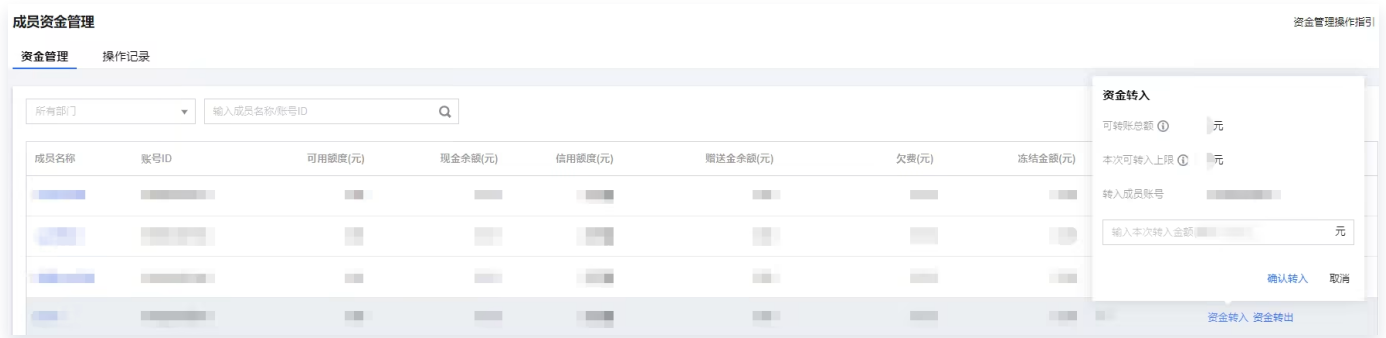 成员资金管理
资金管理操作指引
资金管理 操作记录
所有部门 输入成员名称/账号ID
成员名称 账号ID 可用额度(元) 现金余额(元) 信用额度(元) 赠送金余额(元) 欠费(元) 冻结金额(元)
资金转入
可转账总额 元
本次可转入上限 元
转入成员账号
输入本次转入金额 元
确认转入 取消
资金转入 资金转出